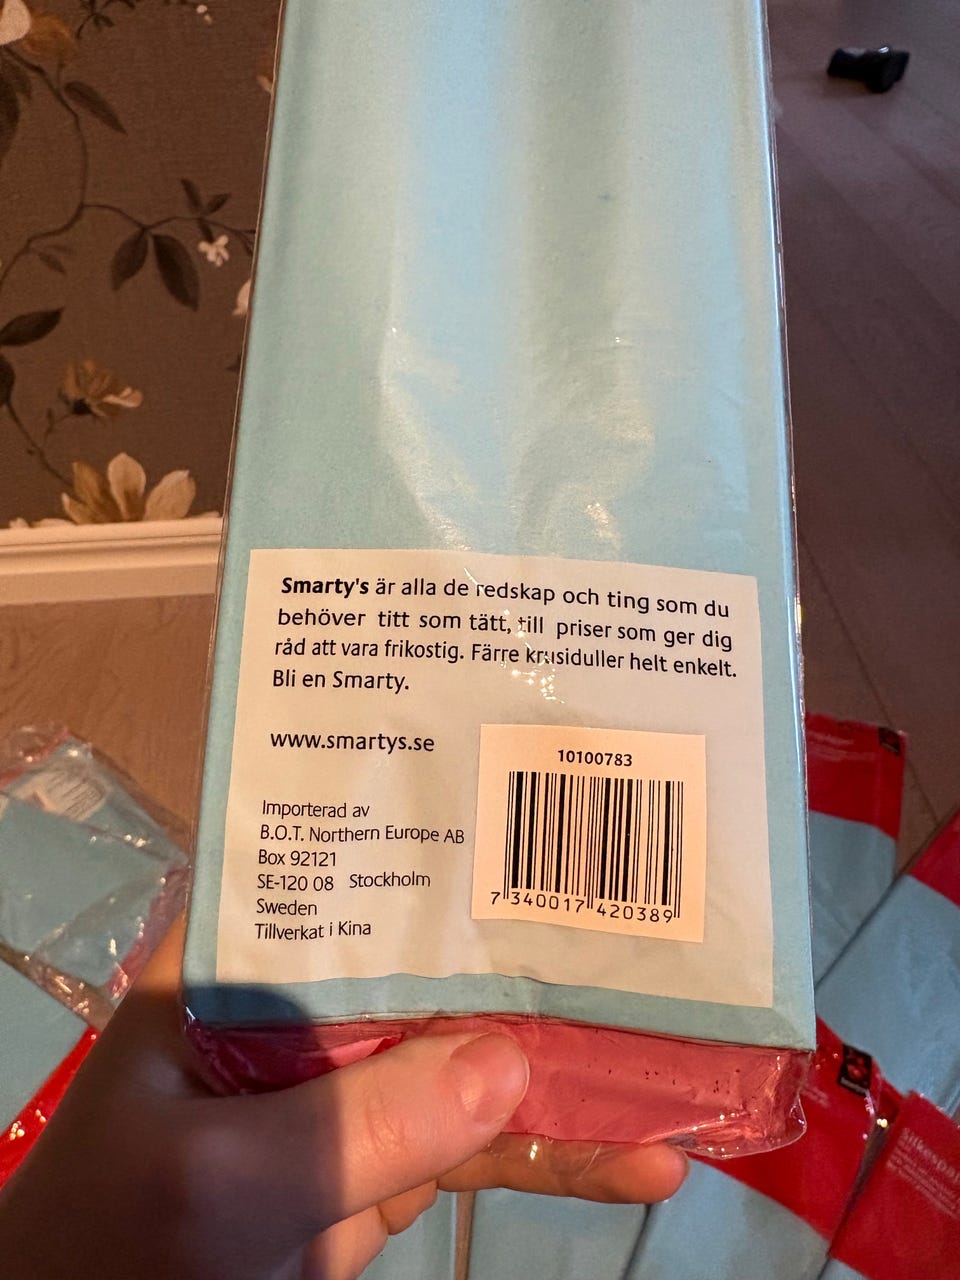 Smarty's är alla de redskap och ting som du
behöver titt som tätt, till priser som ger dig
råd att vara frikostig. Färre krusiduller helt enkelt.
Bli en Smarty.
www.smartys.se
Importerad av
B.O.T. Northern Europe AB
Box 92121
SE-120 08 Stockholm
Sweden
Tillverkat i Kina
10100783
7 340017 420389